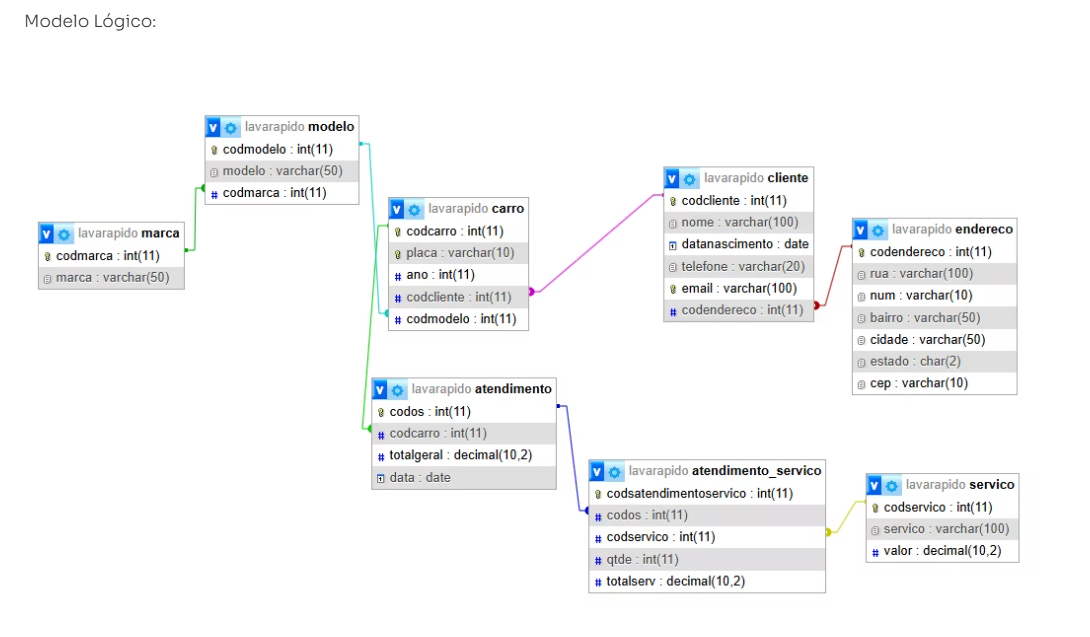 Modelo Lógico:
lavarapido modelo
codmodelo : int(11)
modelo : varchar(50)
codmarca : int(11)
lavarapido marca
codmarca : int(11)
marca : varchar(50)
lavarapido carro
codcarro : int(11)
placa : varchar(10)
ano : int(11)
codcliente : int(11)
codmodelo : int(11)
lavarapido cliente
codcliente : int(11)
nome : varchar(100)
datanascimento : date
telefone : varchar(20)
email : varchar(100)
codendereco : int(11)
lavarapido endereco
codendereco : int(11)
rua : varchar(100)
num : varchar(10)
bairro : varchar(50)
cidade : varchar(50)
estado : char(2)
cep : varchar(10)
lavarapido atendimento
codos : int(11)
codcarro : int(11)
totalgeral : decimal(10,2)
data : date
lavarapido atendimento_servico
codsatendimentoservico : int(11)
codos : int(11)
codservico : int(11)
qtde : int(11)
totalserv : decimal(10,2)
lavarapido servico
codservico : int(11)
servico : varchar(100)
valor : decimal(10,2)